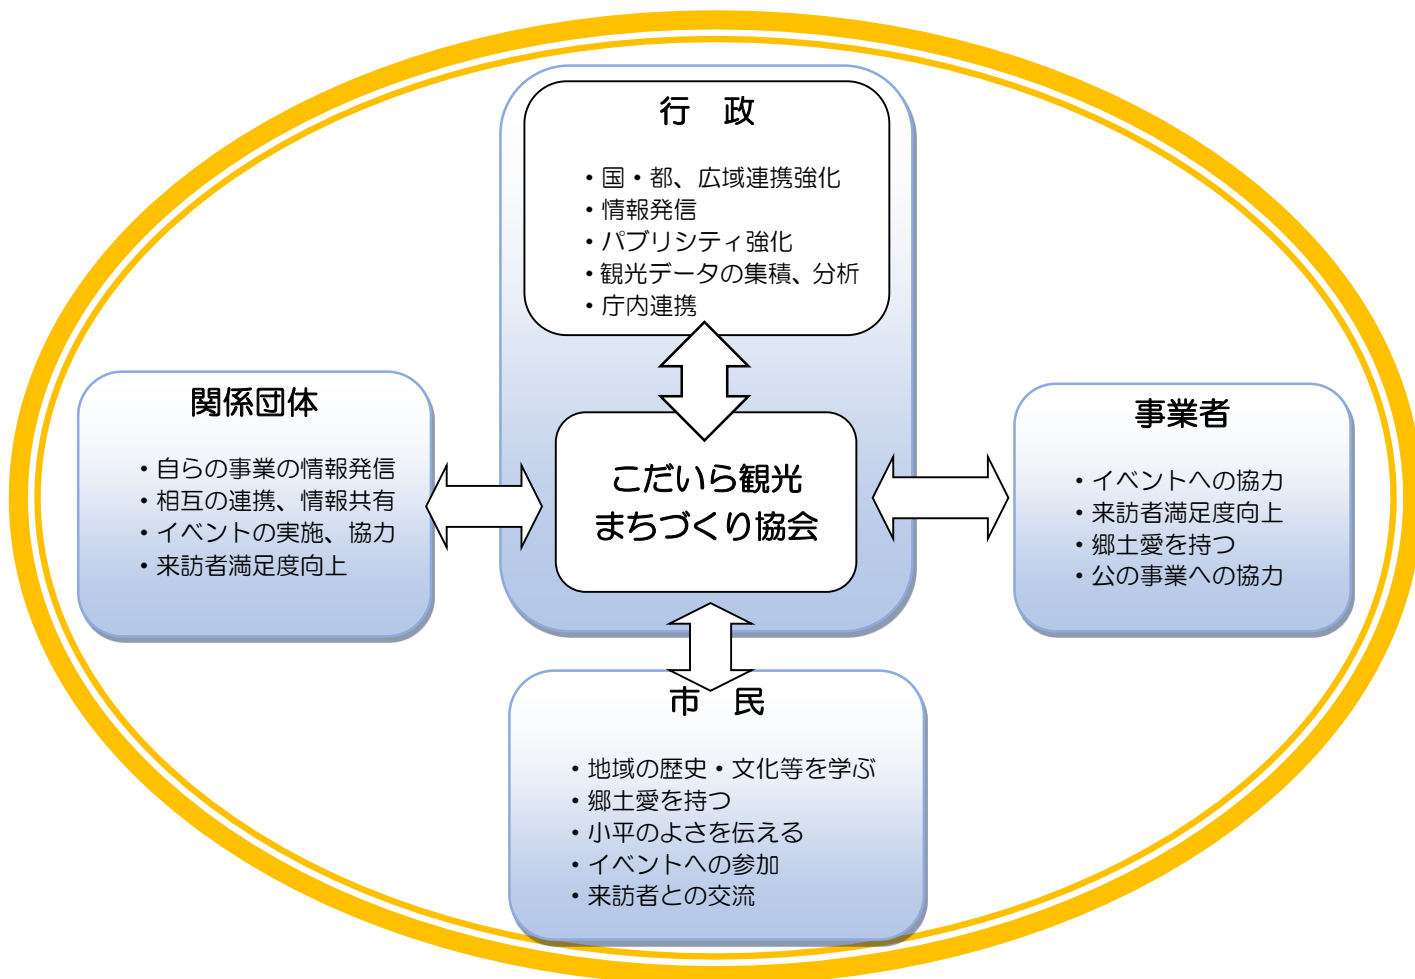 行　政
・国・都、広域連携強化
・情報発信
・パブリシティ強化
・観光データの集積、分析
・庁内連携
関係団体
・自らの事業の情報発信
・相互の連携、情報共有
・イベントの実施、協力
・来訪者満足度向上
こだいら観光
まちづくり協会
事業者
・イベントへの協力
・来訪者満足度向上
・郷土愛を持つ
・公の事業への協力
市　民
・地域の歴史・文化等を学ぶ
・郷土愛を持つ
・小平のよさを伝える
・イベントへの参加
・来訪者との交流